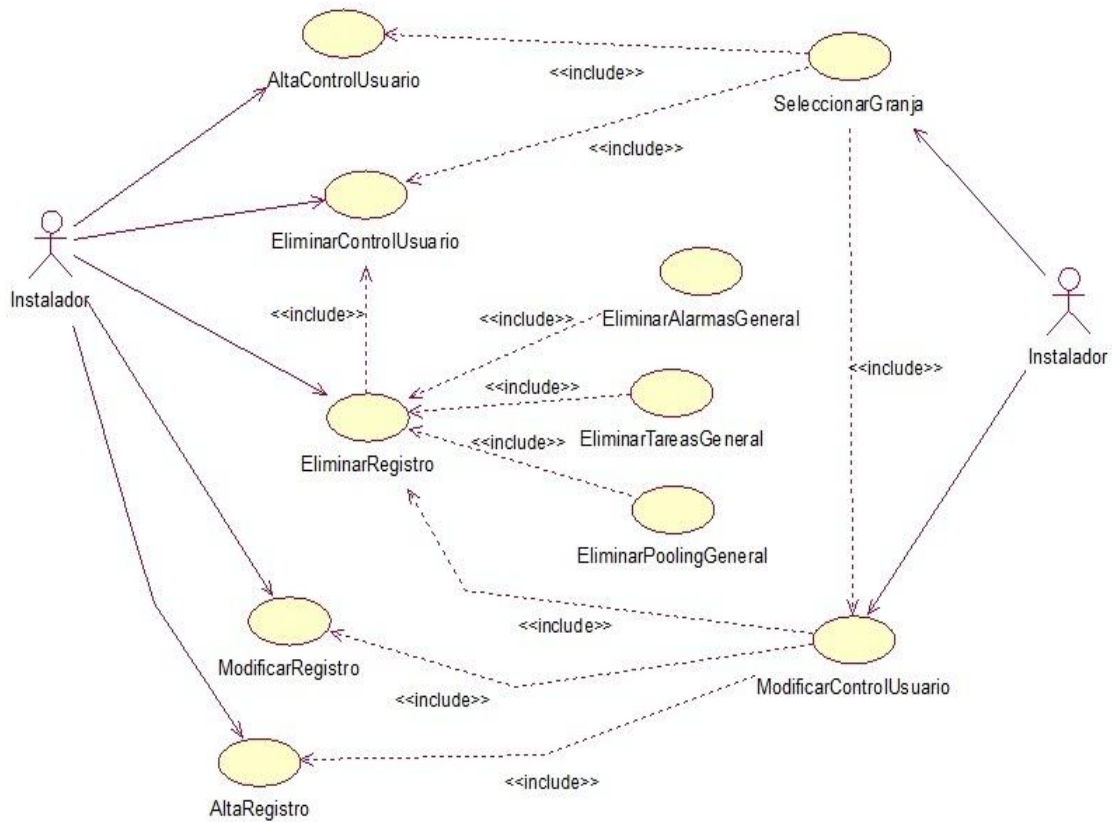 <<include>>
AltaControlUsuario
SeleccionarGranja
<<include>>
EliminarControlUsuario
Instalador
<<include>>
<<include>>
EliminarAlarmasGeneral
Instalador
<<include>>
<<include>>
<<include>>
EliminarTareasGeneral
EliminarRegistro
EliminarPoolingGeneral
<<include>>
ModificarRegistro
ModificarControlUsuario
<<include>>
<<include>>
AltaRegistro